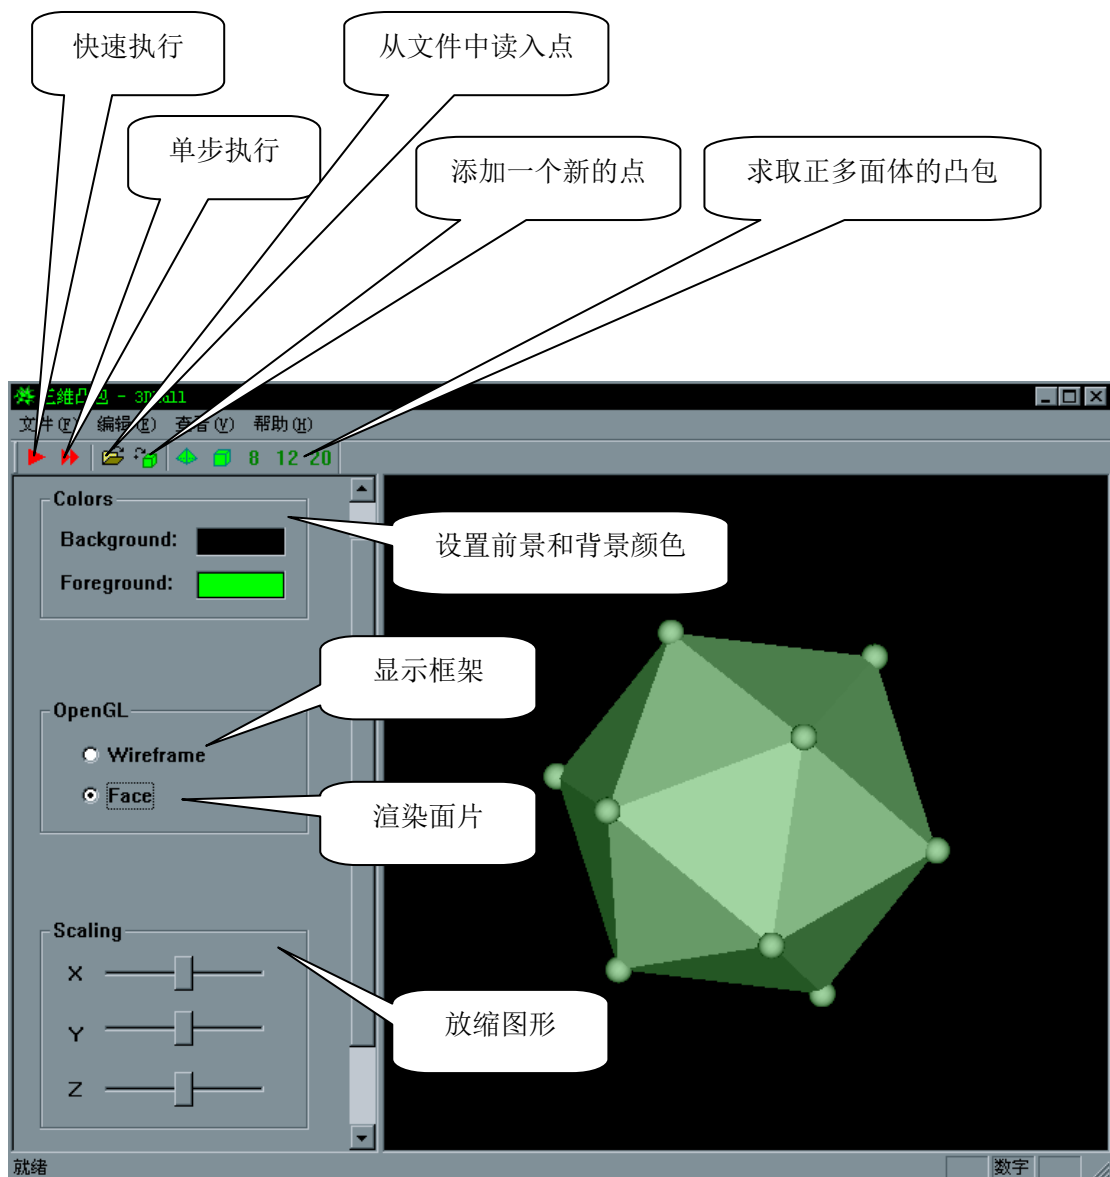 快速执行
从文件中读入点
单步执行
添加一个新的点
求取正多面体的凸包
三维凸包 - 3DHull
文件(F) 编辑(E) 查看(V) 帮助(H)
8 12 20
Colors
Background:
Foreground:
设置前景和背景颜色
显示框架
OpenGL
Wireframe
Face
渲染面片
Scaling
X
Y
Z
放缩图形
就绪
数字